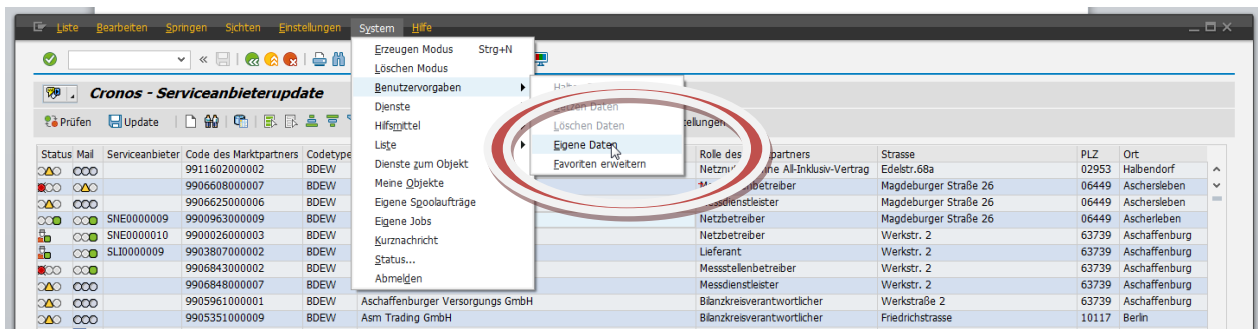 Liste Bearbeiten Springen Sichten Einstellungen System Hilfe
Erzeugen Modus Strg+N
Löschen Modus
Benutzervorgaben
Dienste
Hilfsmittel
Liste
Dienste zum Objekt
Meine Objekte
Eigene Spoolaufträge
Eigene Jobs
Kurznachricht
Status...
Abmelden
Setzen Daten
Löschen Daten
Eigene Daten
Favoriten erweitern
Cronos - Serviceanbieterupdate
Prüfen Update
Status Mail Serviceanbieter Code des Marktpartners Codetype Rolle des Strasse PLZ Ort
9911602000002 BDEW All-Inklusiv-Vertrag Edelstr.68a 02953 Halbendorf
9906608000007 BDEW Magdeburger Straße 26 06449 Aschersleben
9906625000006 BDEW Magdeburger Straße 26 06449 Aschersleben
SNE0000009 9900963000009 BDEW Netzbetreiber Magdeburger Straße 26 06449 Ascherleben
SNE0000010 9900026000003 BDEW Netzbetreiber Werkstr. 2 63739 Aschaffenburg
SLI0000009 9903807000002 BDEW Lieferant Werkstr. 2 63739 Aschaffenburg
9906843000002 BDEW Messstellenbetreiber Werkstr. 2 63739 Aschaffenburg
9906848000007 BDEW Messdienstleister Werkstr. 2 63739 Aschaffenburg
9905961000001 BDEW Aschaffenburger Versorgungs GmbH Bilanzkreisverantwortlicher Werkstraße 2 63739 Aschaffenburg
9905351000009 BDEW Asm Trading GmbH Bilanzkreisverantwortlicher Friedrichstrasse 10117 Berlin